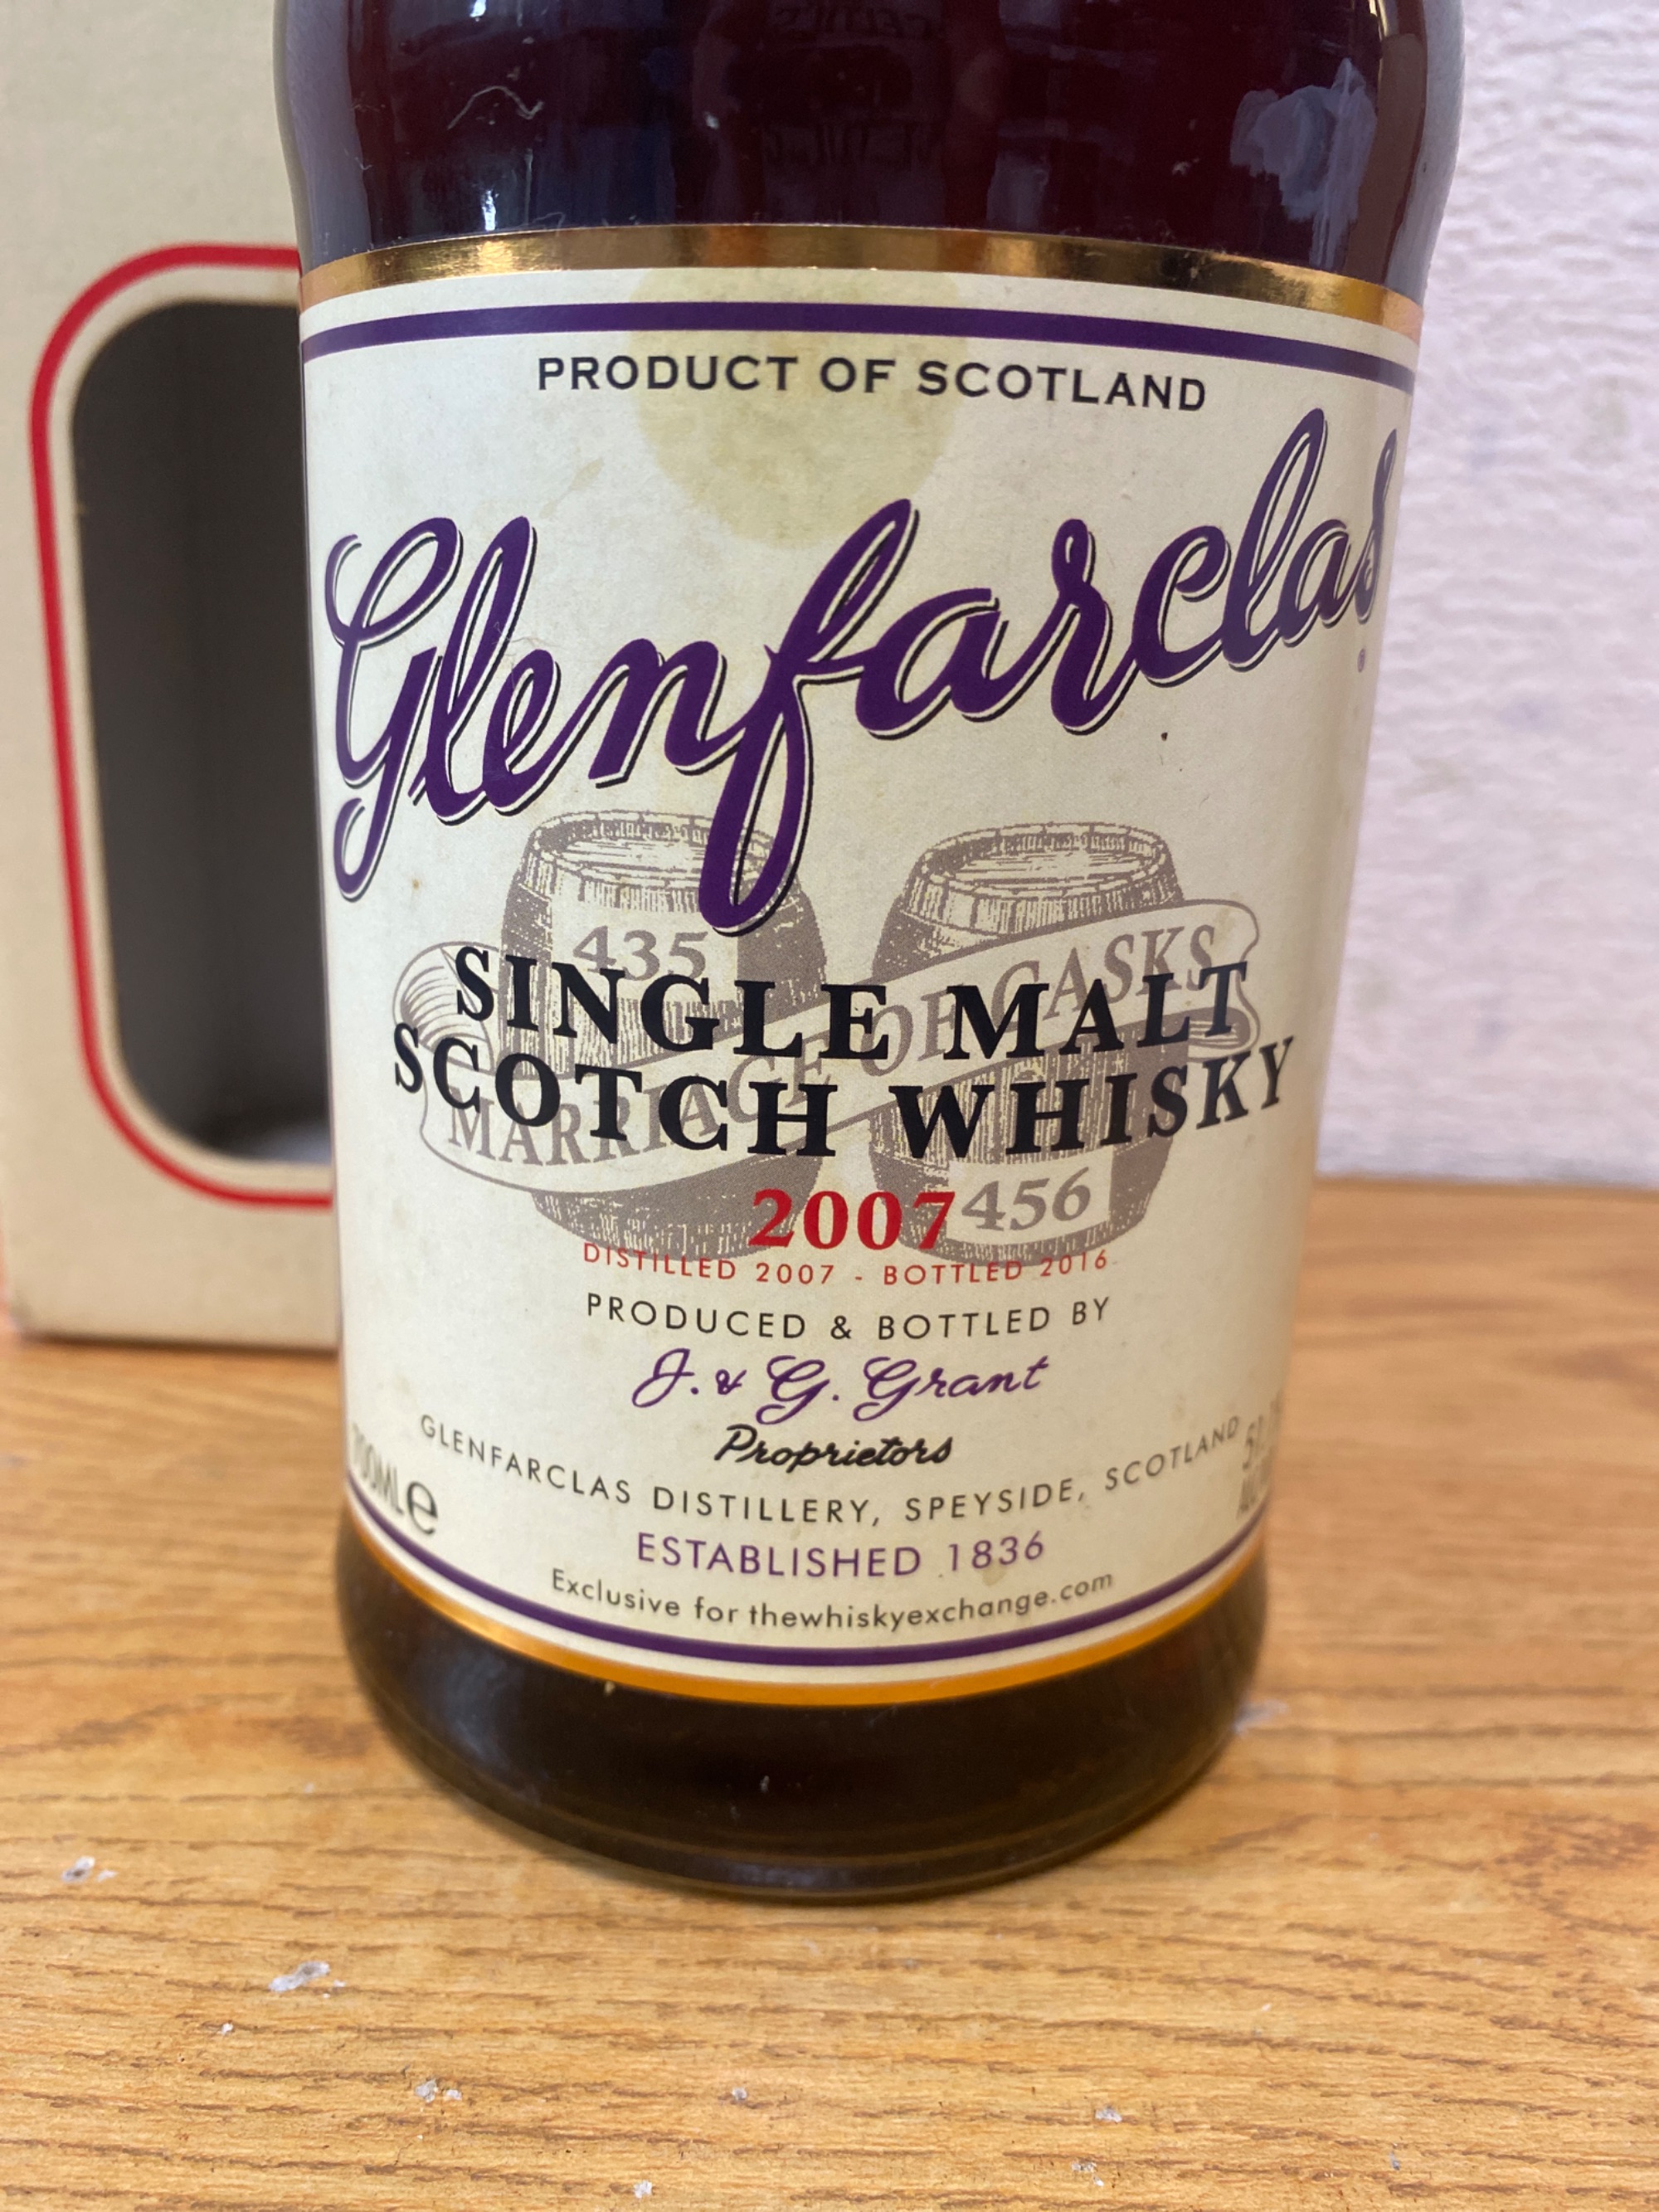 PRODUCT OF SCOTLAND
Glenfarclas
435
SINGLE MALT
MARRIAGE OF CASKS
SCOTCH WHISKY
2007
456
DISTILLED 2007 - BOTTLED 2016
PRODUCED & BOTTLED BY
J. & G. Grant
Proprietors
700MLe
GLENFARCLAS DISTILLERY, SPEYSIDE, SCOTLAND
ESTABLISHED 1836
Exclusive for thewhiskyexchange.com